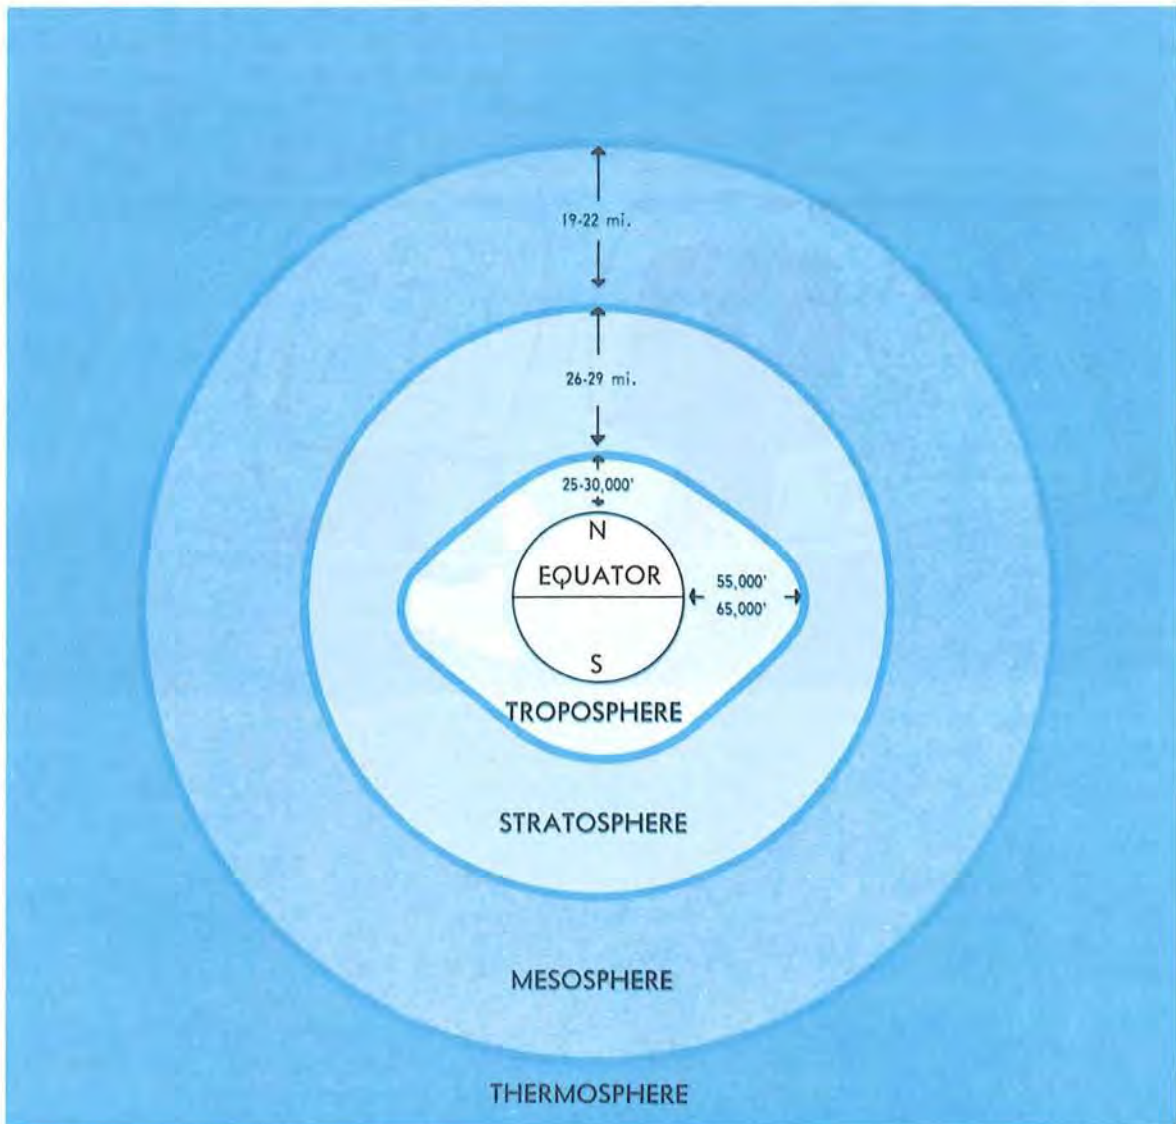 19-22 mi.
26-29 mi.
25-30,000'
N
EQUATOR
55,000'
65,000'
S
TROPOSPHERE
STRATOSPHERE
MESOSPHERE
THERMOSPHERE